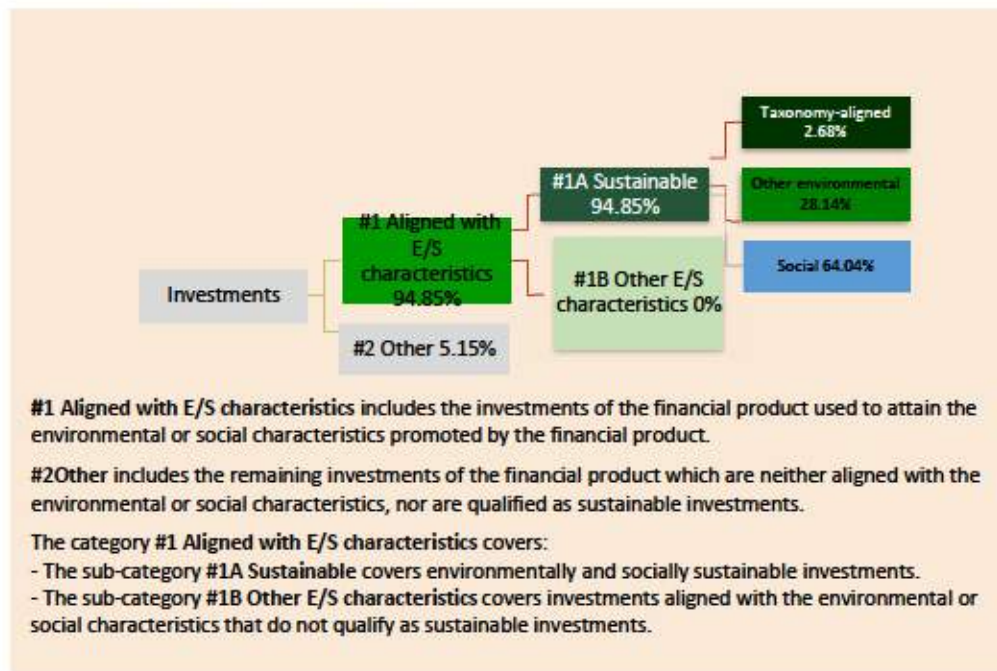 Taxonomy-aligned
2.68%
#1A Sustainable
94.85%
Other environmental
28.14%
#1 Aligned with
E/S
characteristics
94.85%
Social 64.04%
#1B Other E/S
characteristics 0%
Investments
#2 Other 5.15%
#1 Aligned with E/S characteristics includes the investments of the financial product used to attain the
environmental or social characteristics promoted by the financial product.
#2Other includes the remaining investments of the financial product which are neither aligned with the
environmental or social characteristics, nor are qualified as sustainable investments.
The category #1 Aligned with E/S characteristics covers:
- The sub-category #1A Sustainable covers environmentally and socially sustainable investments.
- The sub-category #1B Other E/S characteristics covers investments aligned with the environmental or
social characteristics that do not qualify as sustainable investments.